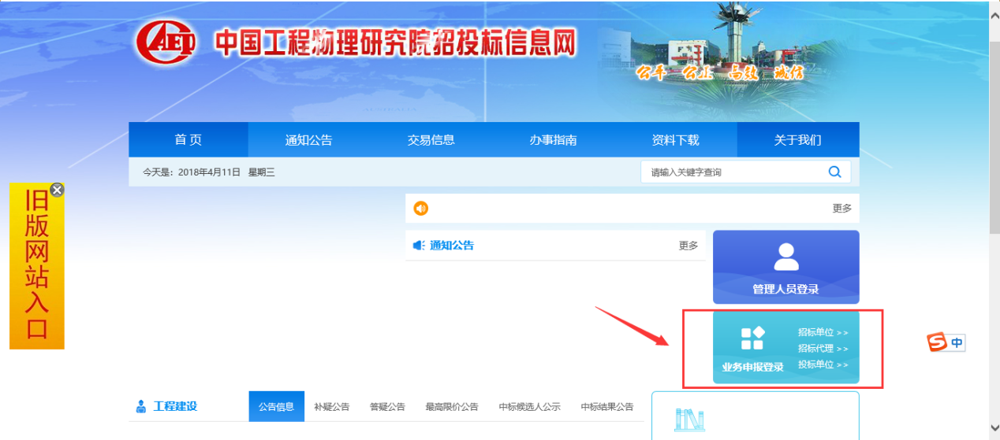 CAEP
中国工程物理研究院招投标信息网
公平 公正 高效 诚信
首 页 通知公告 交易信息 办事指南 资料下载 关于我们
今天是：2018年4月11日 星期三
请输入关键字查询
旧版网站入口
更多
通知公告 更多
管理人员登录
招标单位 >>
招标代理 >>
业务申报登录 投标单位 >>
中
工程建设 公告信息 补疑公告 答疑公告 最高限价公告 中标候选人公示 中标结果公告